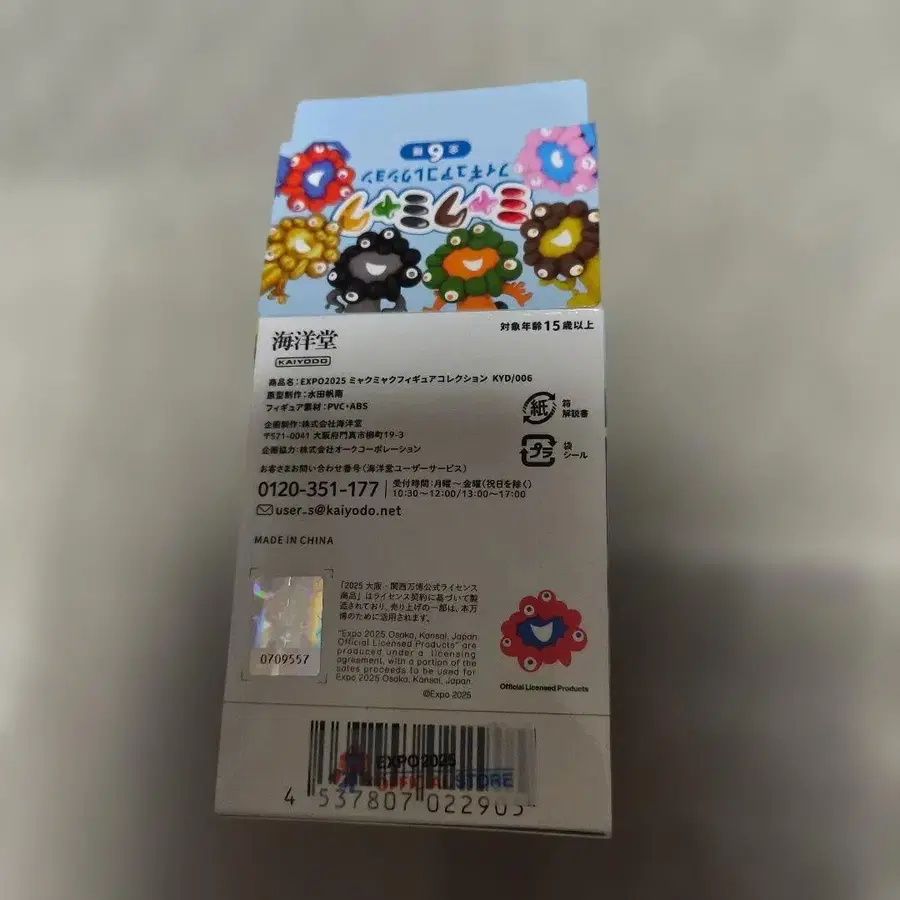 全6種
フィギュアコレクション
ミャクミャク
対象年齢15歳以上
海洋堂
KAIYODO
商品名：EXPO2025 ミャクミャクフィギュアコレクション KYD/006
原型制作：水田帆南
フィギュア素材：PVC・ABS
企画制作：株式会社海洋堂
〒571-0041 大阪府門真市柳町19-3
企画協力：株式会社オークコーポレーション
紙
箱
解説書
プラ
袋
シール
お客さまお問い合わせ番号（海洋堂ユーザーサービス）
0120-351-177
受付時間：月曜～金曜（祝日を除く）
10:30～12:00/13:00～17:00
user_s@kaiyodo.net
MADE IN CHINA
0709557
「2025 大阪・関西万博公式ライセンス
商品」はライセンス契約に基づいて製
造されており、売り上げの一部は、本万
博のために活用されます。
"Expo 2025 Osaka, Kansai, Japan
Official Licensed Products" are
produced under a licensing
agreement, with a portion of the
sales proceeds to be used for
Expo 2025 Osaka, Kansai, Japan.
©Expo 2025
Official Licensed Products
EXPO2025
OFFICIAL STORE
4 537807 022905